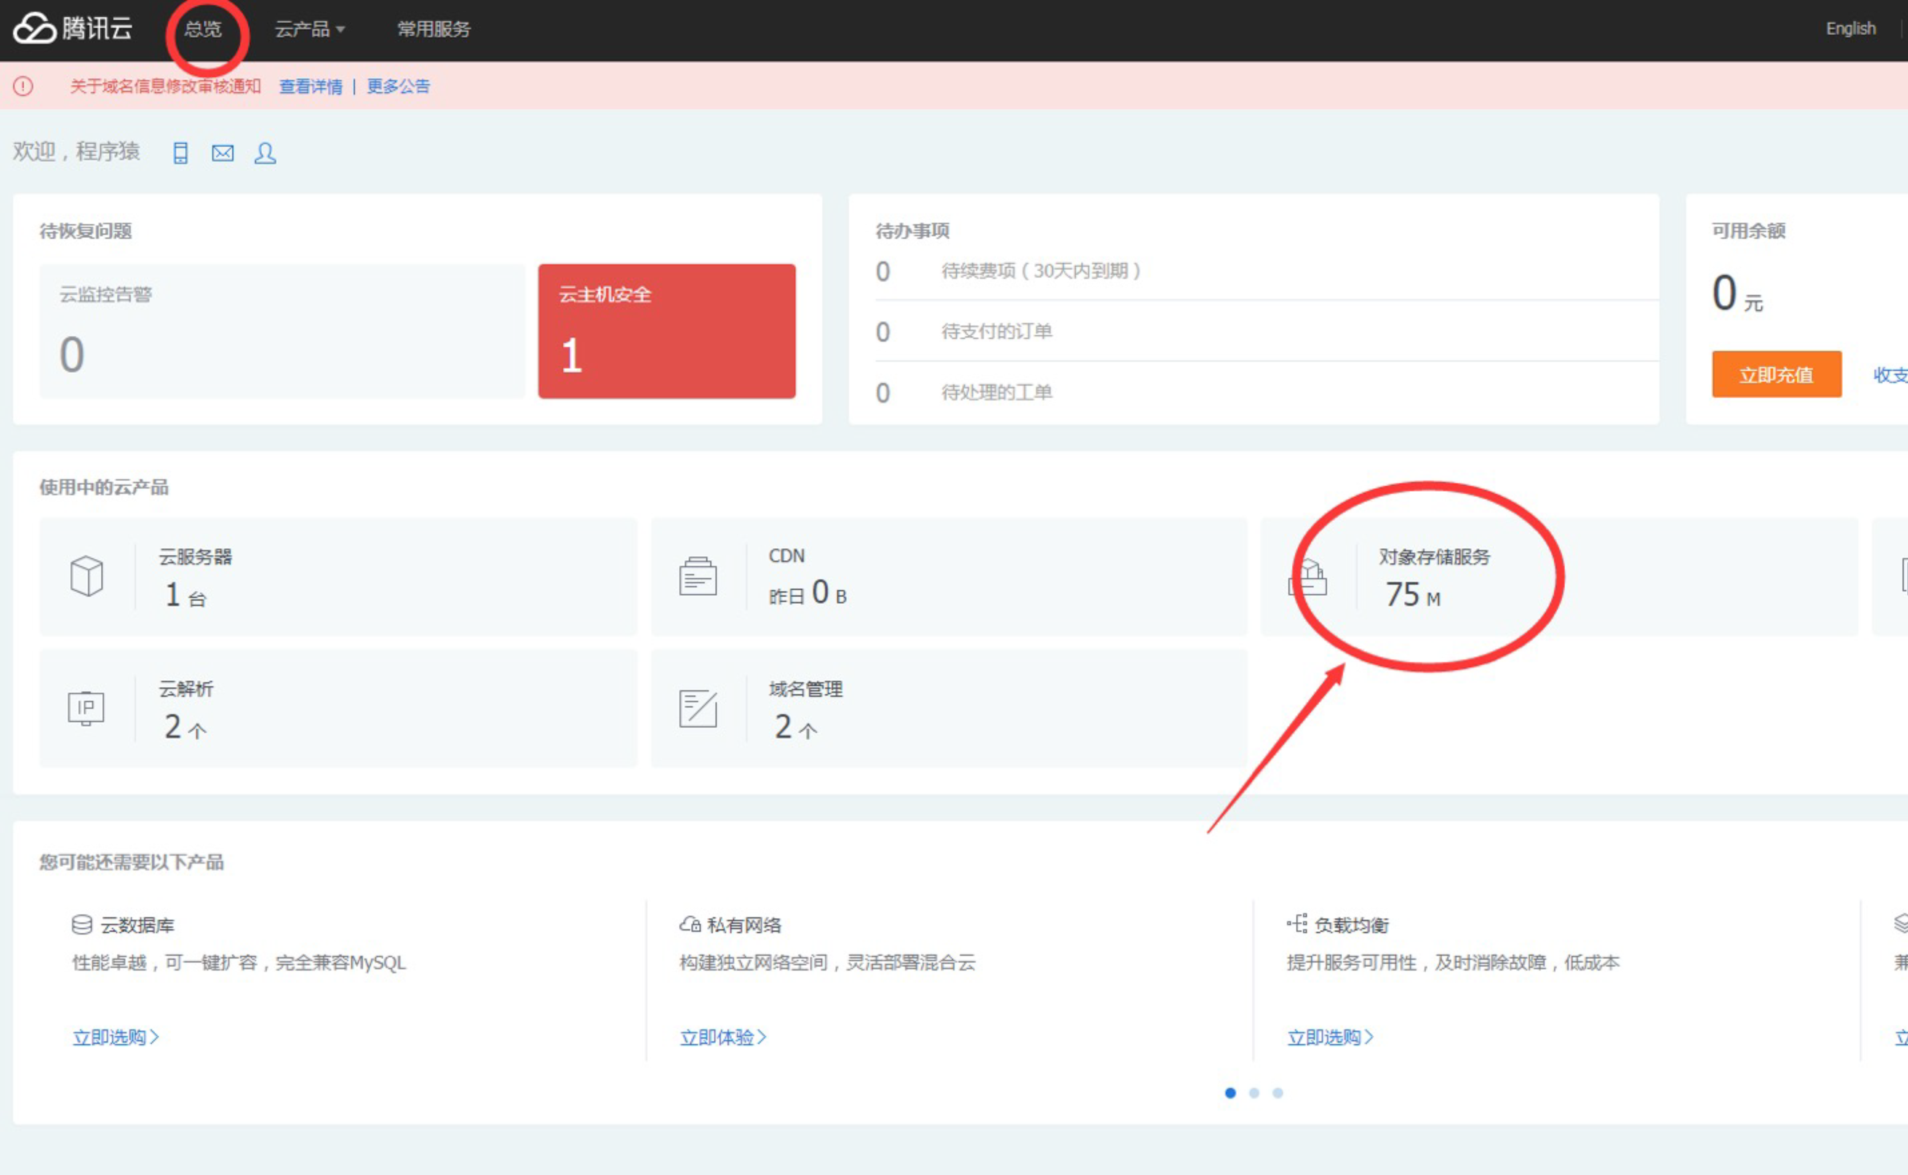 腾讯云 总览 云产品 常用服务 English
关于域名信息修改审核通知 查看详情 | 更多公告
欢迎，程序猿
待恢复问题
云监控告警
0
云主机安全
1
待办事项
0 待续费项（30天内到期）
0 待支付的订单
0 待处理的工单
可用余额
0 元
立即充值 收支
使用中的云产品
云服务器
1 台
CDN
昨日 0 B
对象存储服务
75 M
IP
云解析
2 个
域名管理
2 个
您可能还需要以下产品
云数据库
性能卓越，可一键扩容，完全兼容MySQL
立即选购>
私有网络
构建独立网络空间，灵活部署混合云
立即体验>
负载均衡
提升服务可用性，及时消除故障，低成本
立即选购>
兼
立